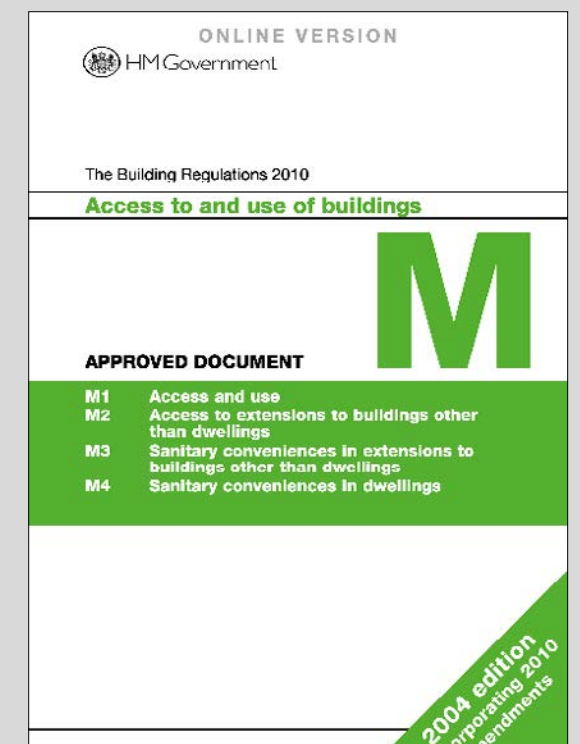 ONLINE VERSION
HM Government
The Building Regulations 2010
Access to and use of buildings
M
APPROVED DOCUMENT
M1 Access and use
M2 Access to extensions to buildings other
than dwellings
M3 Sanitary conveniences in extensions to
buildings other than dwellings
M4 Sanitary conveniences in dwellings
2004 edition
orporating 2010
endments